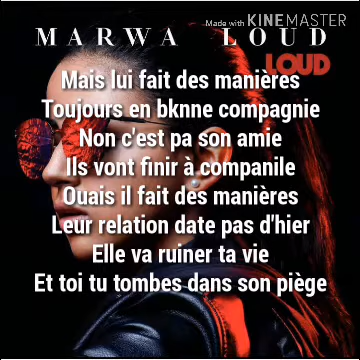 Made with KINEMASTER
MARWA LOUD
LOUD
Mais lui fait des manières
Toujours en bknne compagnie
Non c'est pa son amie
Ils vont finir à companile
Ouais il fait des manières
Leur relation date pas d'hier
Elle va ruiner ta vie
Et toi tu tombes dans son piège